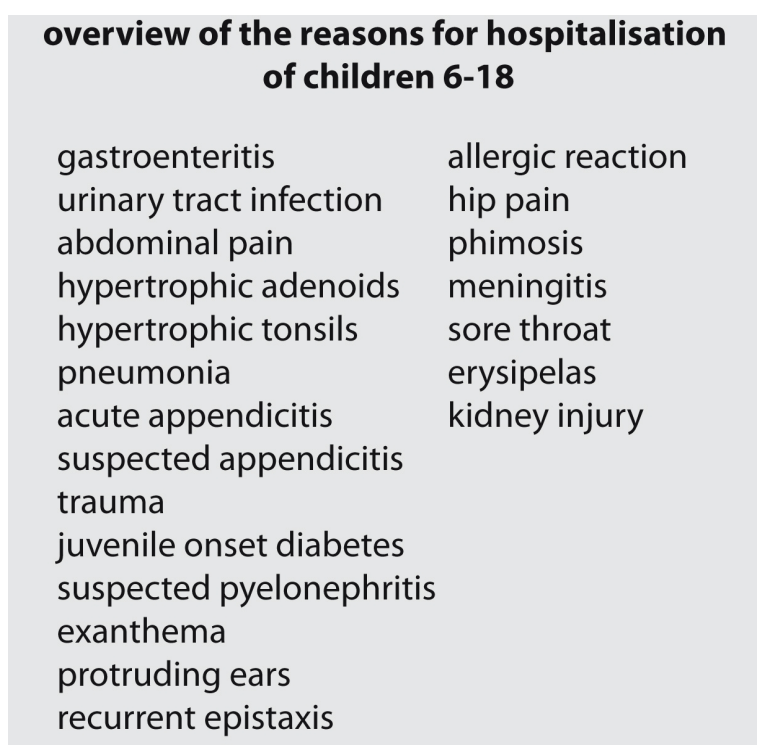 overview of the reasons for hospitalisation
of children 6-18
gastroenteritis
urinary tract infection
abdominal pain
hypertrophic adenoids
hypertrophic tonsils
pneumonia
acute appendicitis
suspected appendicitis
trauma
juvenile onset diabetes
suspected pyelonephritis
exanthema
protruding ears
recurrent epistaxis
allergic reaction
hip pain
phimosis
meningitis
sore throat
erysipelas
kidney injury